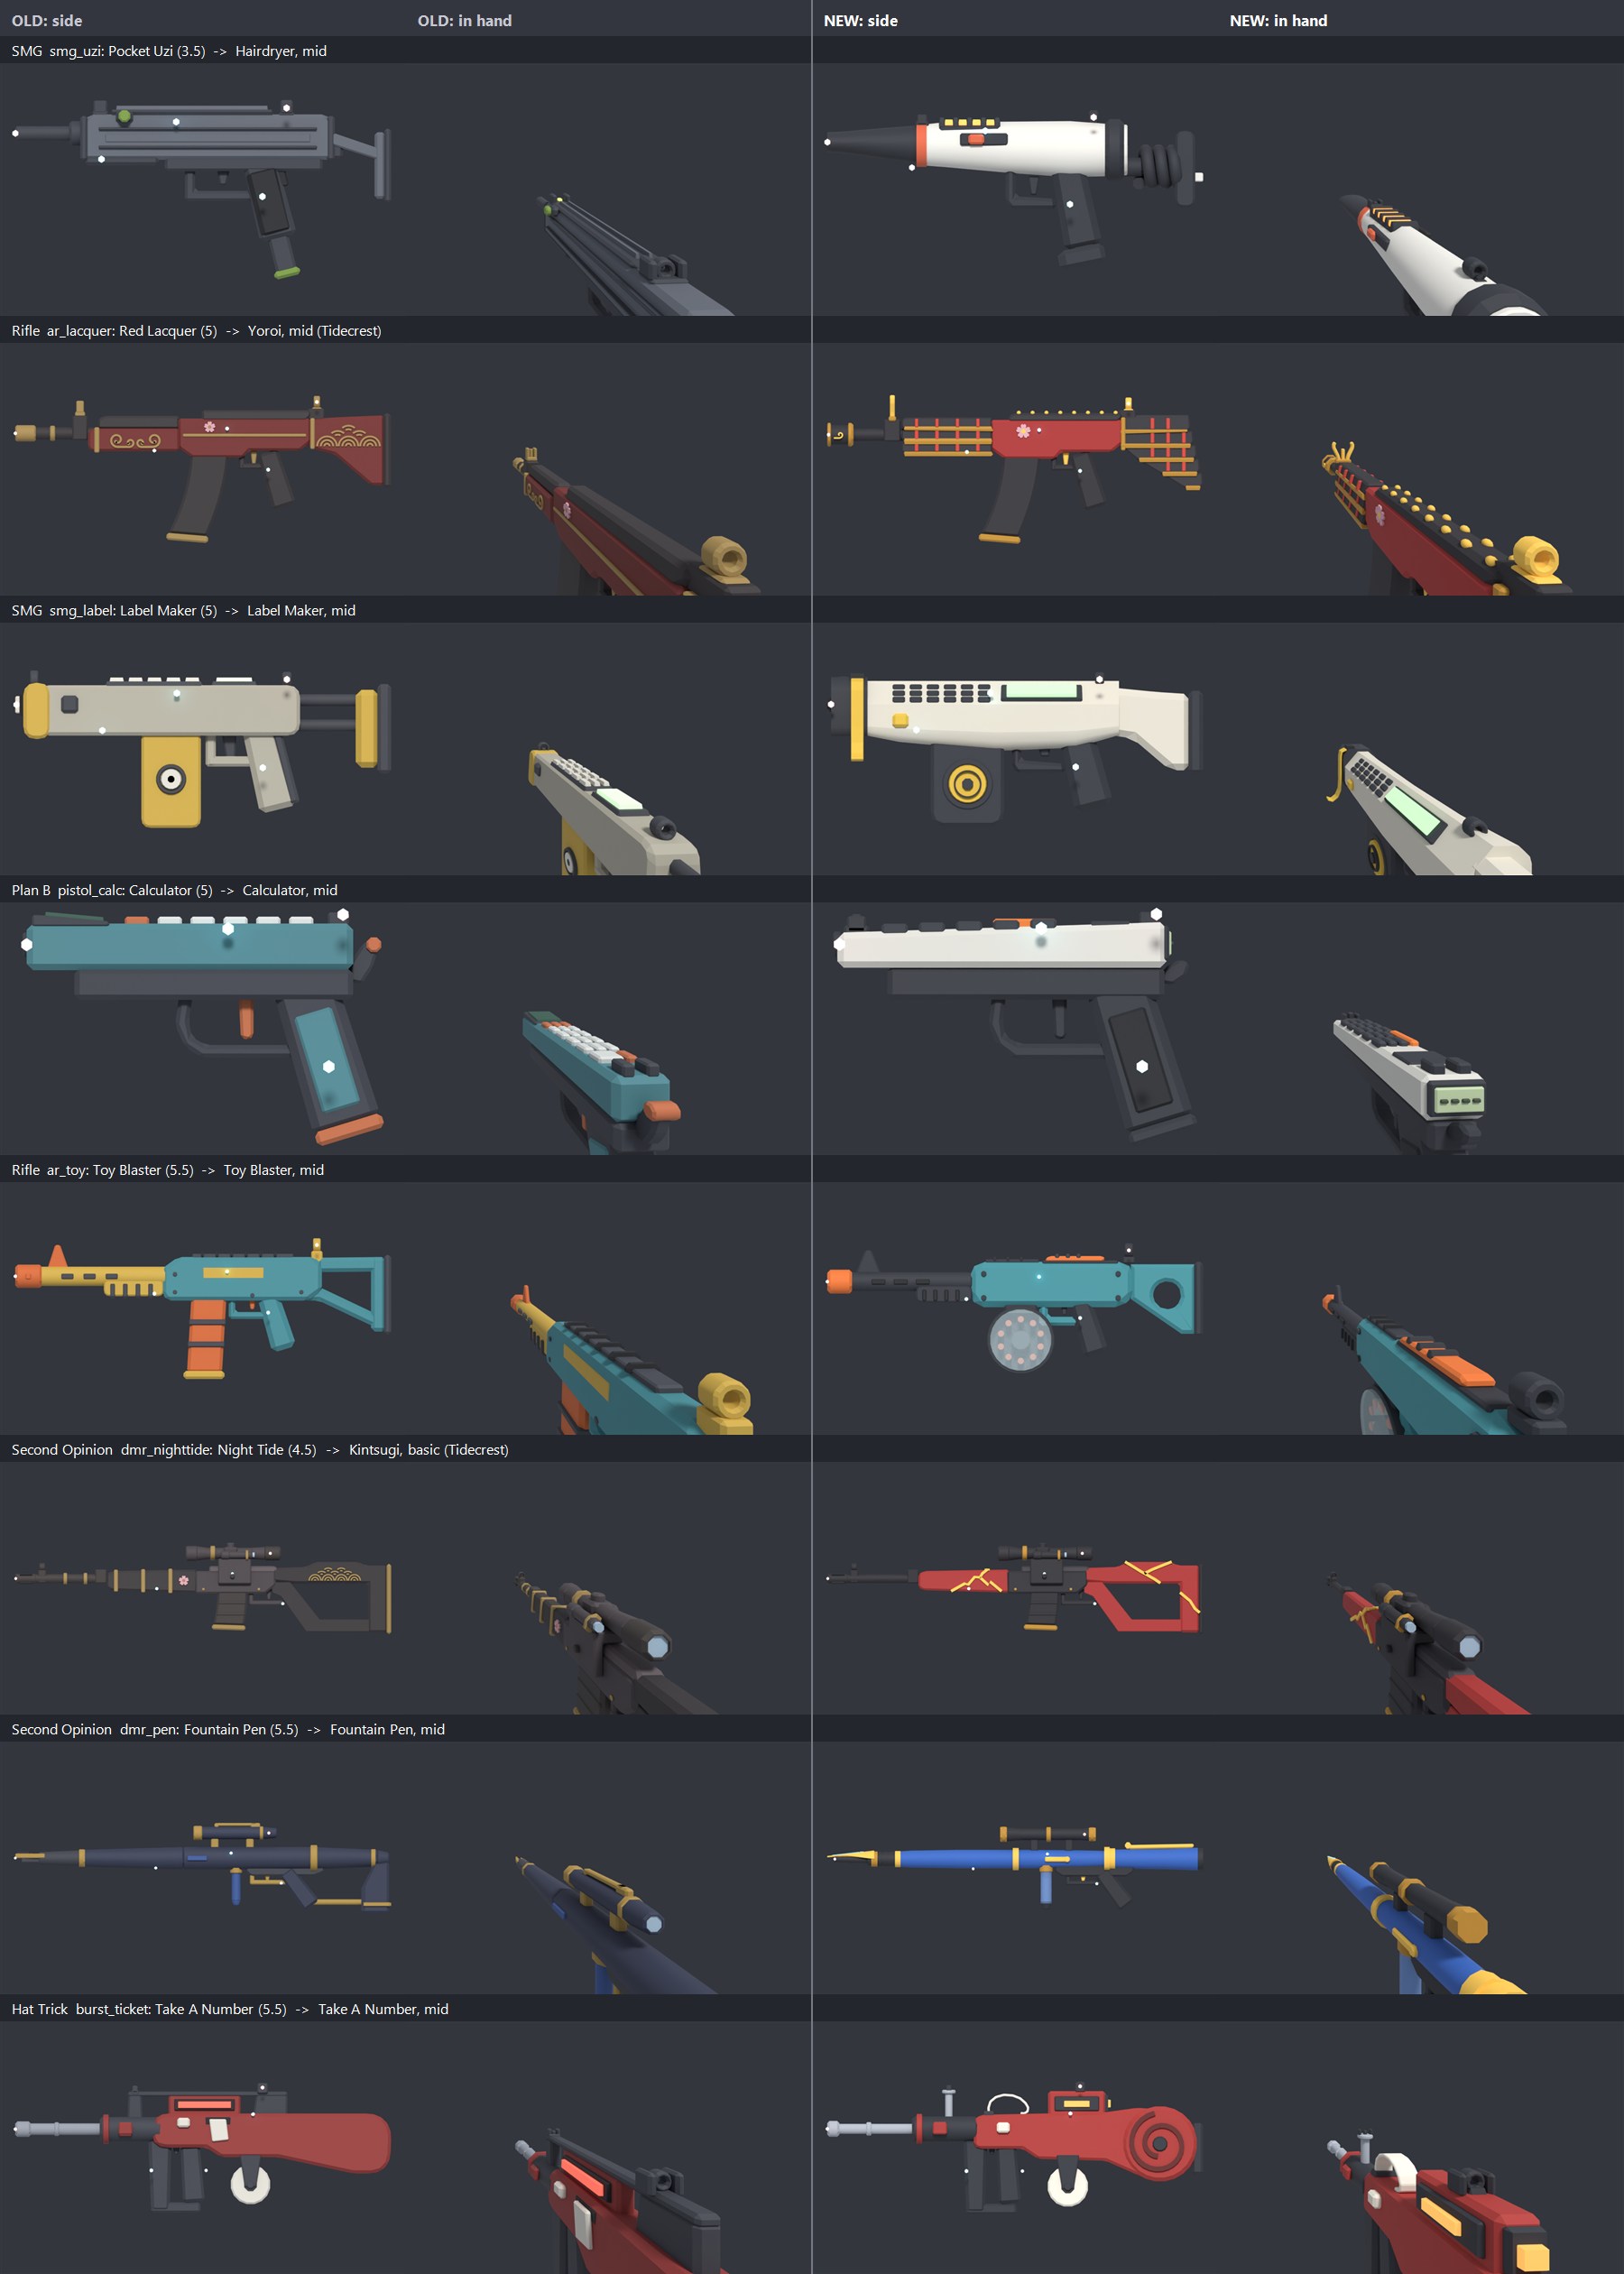 OLD: side OLD: in hand NEW: side NEW: in hand
SMG smg_uzi: Pocket Uzi (3.5) -> Hairdryer, mid
Rifle ar_lacquer: Red Lacquer (5) -> Yoroi, mid (Tidecrest)
SMG smg_label: Label Maker (5) -> Label Maker, mid
Plan B pistol_calc: Calculator (5) -> Calculator, mid
Rifle ar_toy: Toy Blaster (5.5) -> Toy Blaster, mid
Second Opinion dmr_nighttide: Night Tide (4.5) -> Kintsugi, basic (Tidecrest)
Second Opinion dmr_pen: Fountain Pen (5.5) -> Fountain Pen, mid
Hat Trick burst_ticket: Take A Number (5.5) -> Take A Number, mid